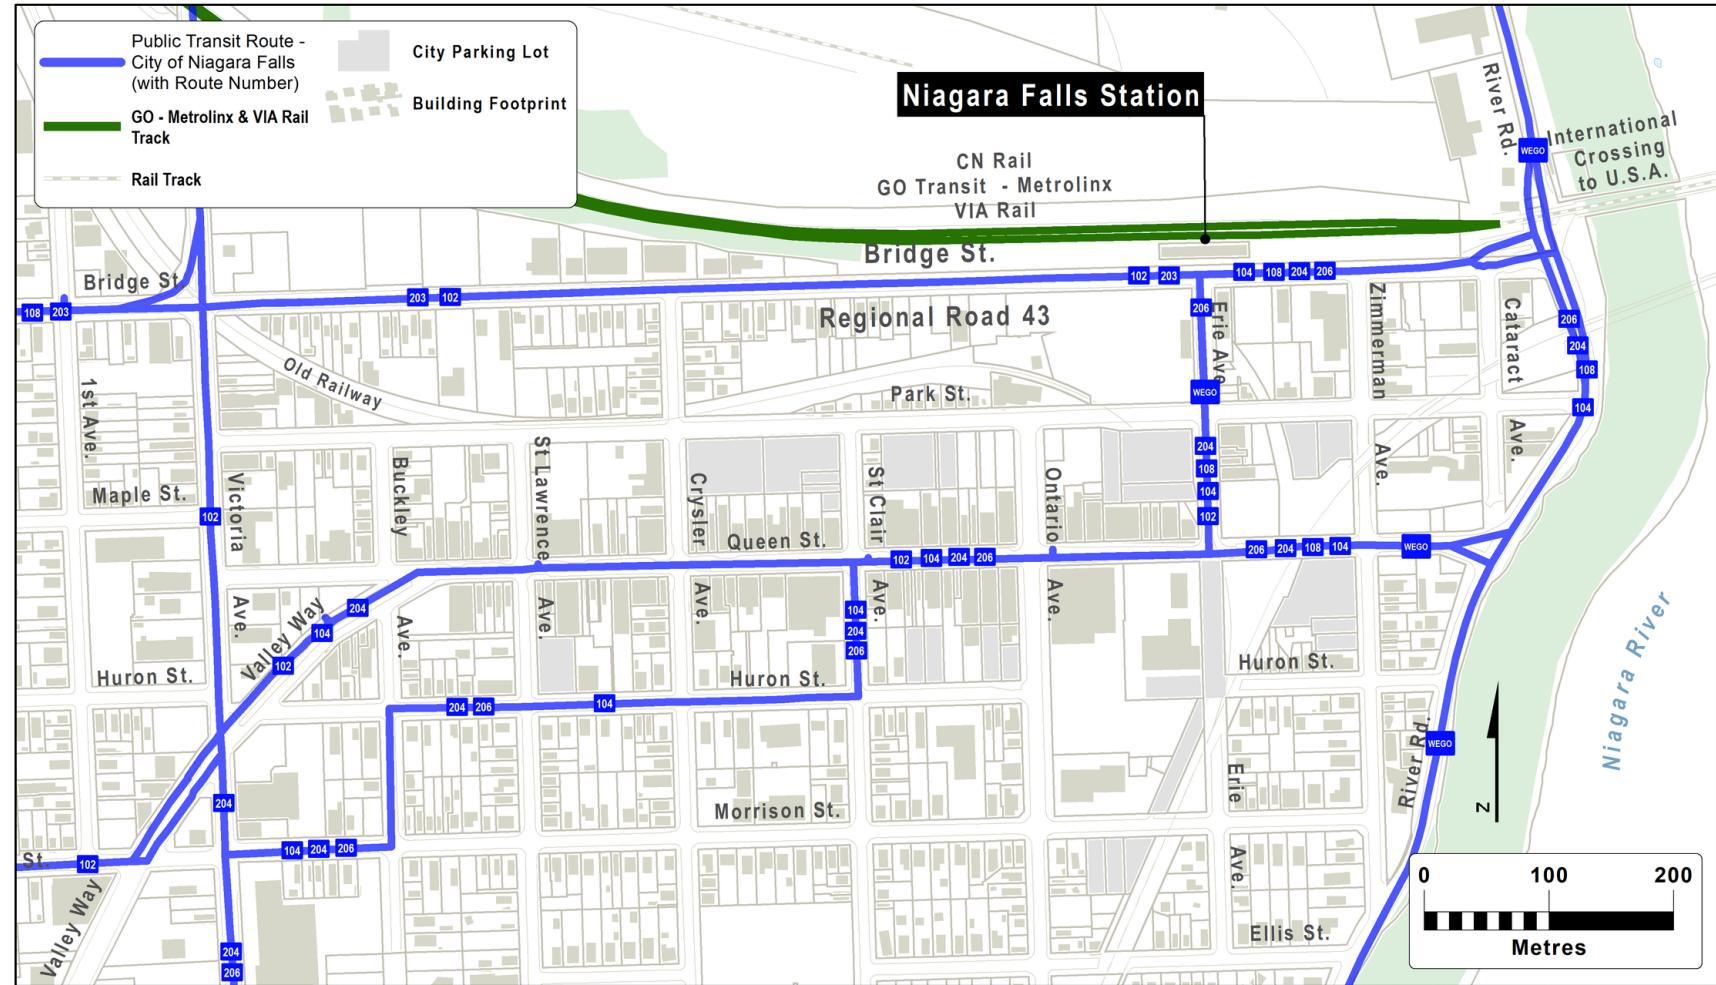 Public Transit Route -
City of Niagara Falls
(with Route Number)
GO - Metrolinx & VIA Rail
Track
Rail Track
City Parking Lot
Building Footprint
Niagara Falls Station
CN Rail
GO Transit - Metrolinx
VIA Rail
River Rd.
WEGO
International
Crossing
to U.S.A.
Bridge St.
Bridge St.
108 203
203 102
102 203
104 108 204 206
Regional Road 43
206
Erie Ave.
Zimmerman
Cataract
206
204
108
104
Old Railway
Park St.
WEGO
1st Ave.
Maple St.
Victoria
Buckley
St Lawrence
Crysler
St Clair
Ontario
Ave.
Ave.
204
108
104
102
102
Queen St.
102 104 204 206
206 204 108 104
WEGO
Ave.
Valley Way
204
104
102
Ave.
Ave.
Ave.
Ave.
Ave.
104
204
206
Huron St.
Huron St.
Huron St.
204 206
104
Niagara River
River Rd.
WEGO
Erie
Ave.
Morrison St.
204
104 204 206
St.
102
Valley Way
204
206
Ellis St.
N
0 100 200
Metres